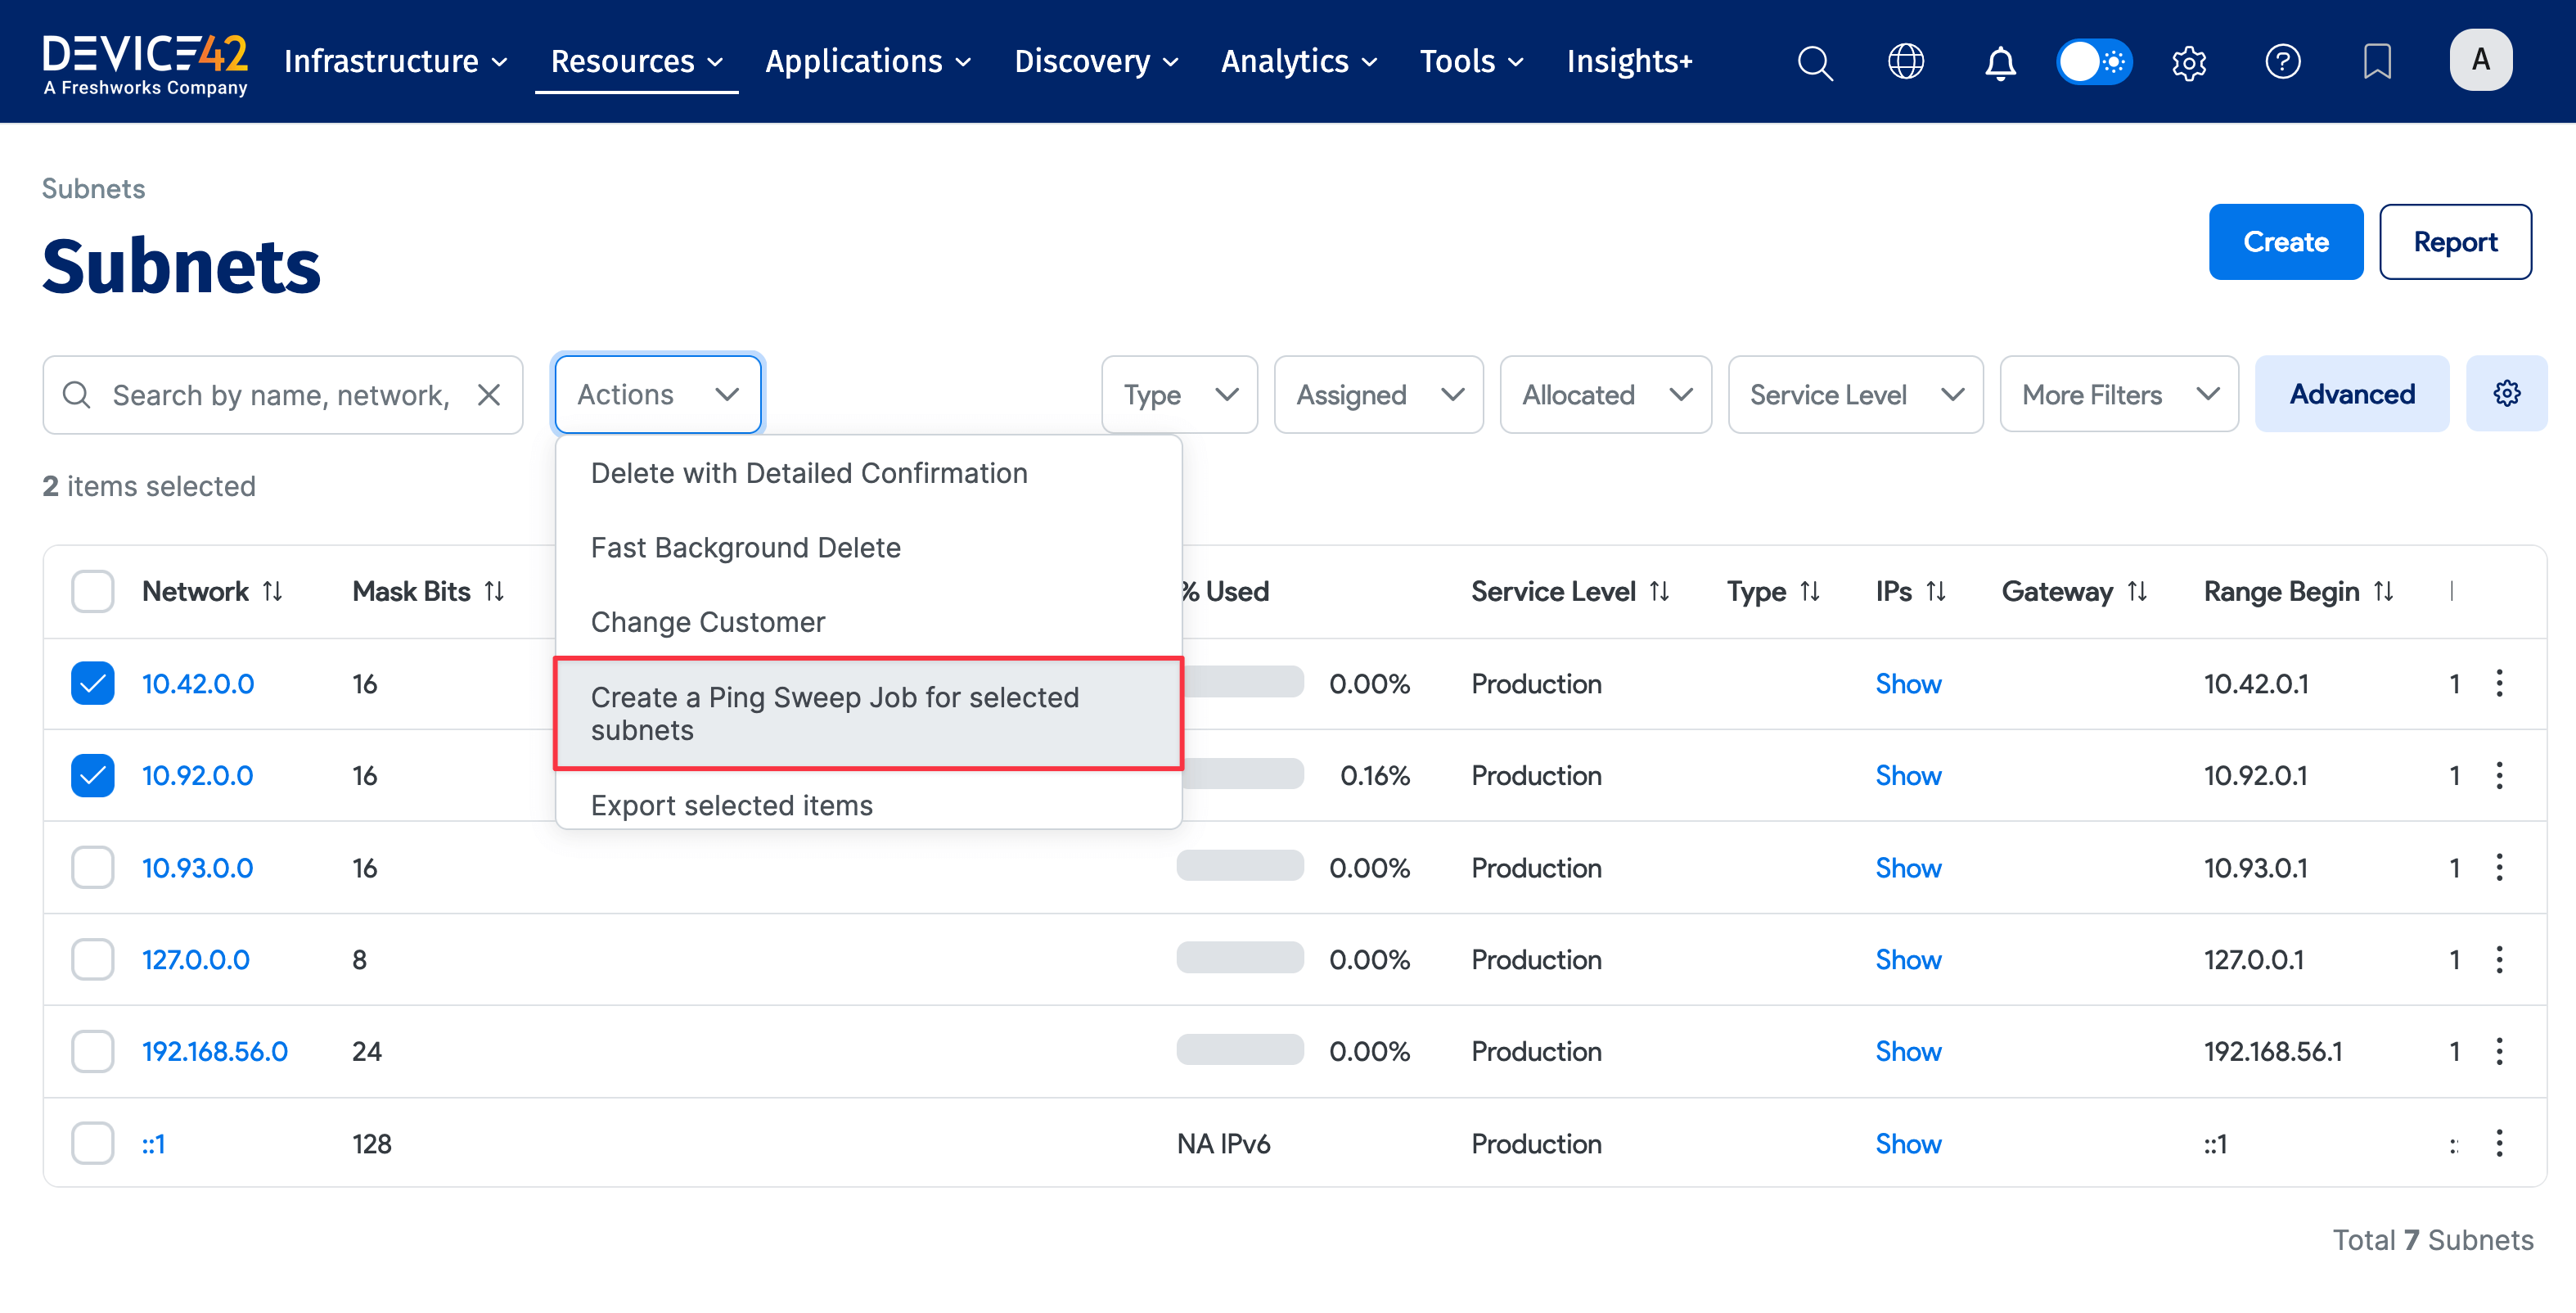 DEVICE42
A Freshworks Company
Infrastructure Resources Applications Discovery Analytics Tools Insights+ A
Subnets
Subnets
Create Report
Search by name, network, Actions Type Assigned Allocated Service Level More Filters Advanced
2 items selected
Delete with Detailed Confirmation
Fast Background Delete
Change Customer
Create a Ping Sweep Job for selected
subnets
Export selected items
Network Mask Bits % Used Service Level Type IPs Gateway Range Begin
10.42.0.0 16 0.00% Production Show 10.42.0.1 1
10.92.0.0 16 0.16% Production Show 10.92.0.1 1
10.93.0.0 16 0.00% Production Show 10.93.0.1 1
127.0.0.0 8 0.00% Production Show 127.0.0.1 1
192.168.56.0 24 0.00% Production Show 192.168.56.1 1
::1 128 NA IPv6 Production Show ::1 ::
Total 7 Subnets